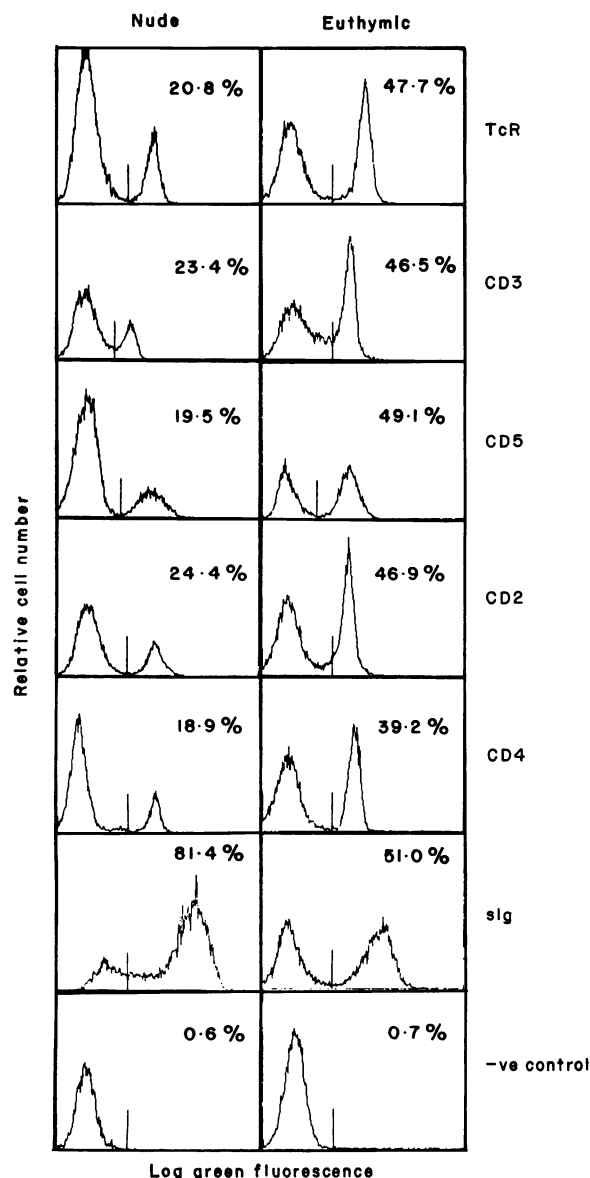 Nude Euthymic
20·8 % 47·7 % TcR
23·4 % 46·5 % CD3
19·5 % 49·1 % CD5
24·4 % 46·9 % CD2
18·9 % 39·2 % CD4
81·4 % 51·0 % sIg
0·6 % 0·7 % -ve control
Relative cell number
Log green fluorescence